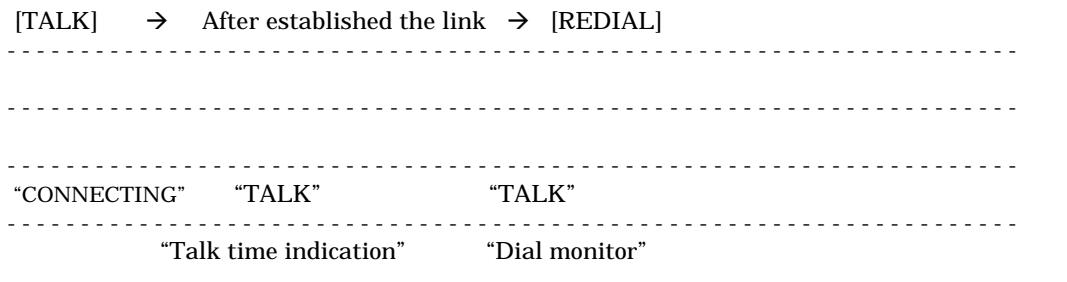 [TALK] → After established the link → [REDIAL]
- - - - - - - - - - - - - - - - - - - - - - - - - - - - - - - - - - - - - - - - - - - - - - - - - - - - - - - - - - - - - - - - - - - - -
- - - - - - - - - - - - - - - - - - - - - - - - - - - - - - - - - - - - - - - - - - - - - - - - - - - - - - - - - - - - - - - - - - - - -
- - - - - - - - - - - - - - - - - - - - - - - - - - - - - - - - - - - - - - - - - - - - - - - - - - - - - - - - - - - - - - - - - - - - -
“CONNECTING” “TALK” “TALK”
- - - - - - - - - - - - - - - - - - - - - - - - - - - - - - - - - - - - - - - - - - - - - - - - - - - - - - - - - - - - - - - - - - - - -
“Talk time indication” “Dial monitor”